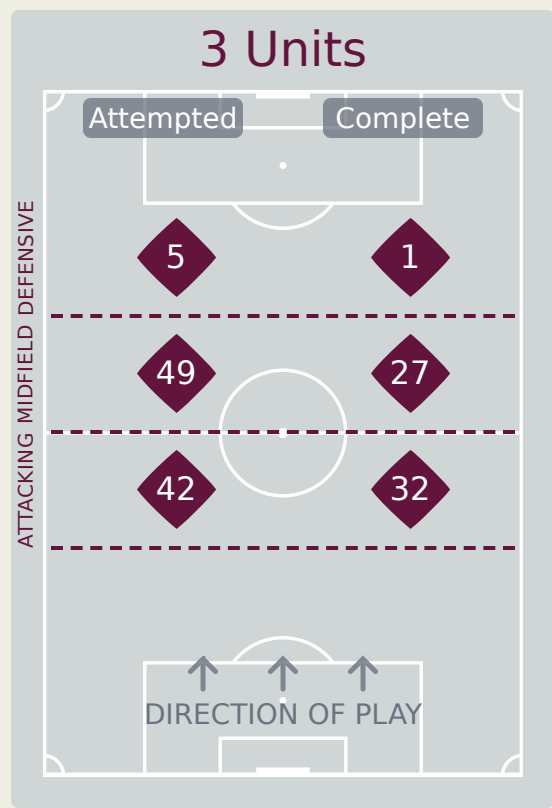 3 Units
Attempted Complete
5 1
49 27
42 32
ATTACKING MIDFIELD DEFENSIVE
DIRECTION OF PLAY